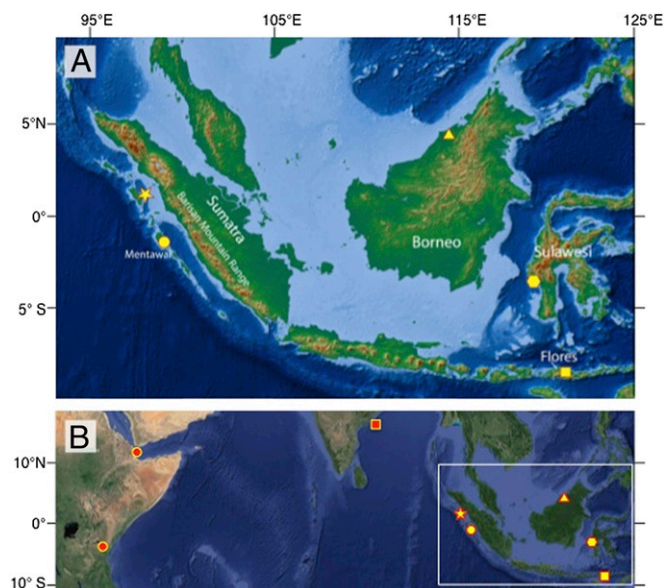 95°E 105°E 115°E 125°E
A
5°N
0°
5° S
Sumatra
Barisan Mountain Range
Mentawai
Borneo
Sulawesi
Flores
B
10°N
0°
10° S